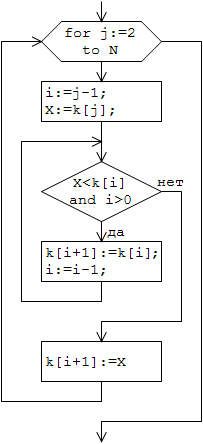 for j:=2
to N
i:=j-1;
X:=k[j];
X<k[i]
and i>0
нет
да
k[i+1]:=k[i];
i:=i-1;
k[i+1]:=X